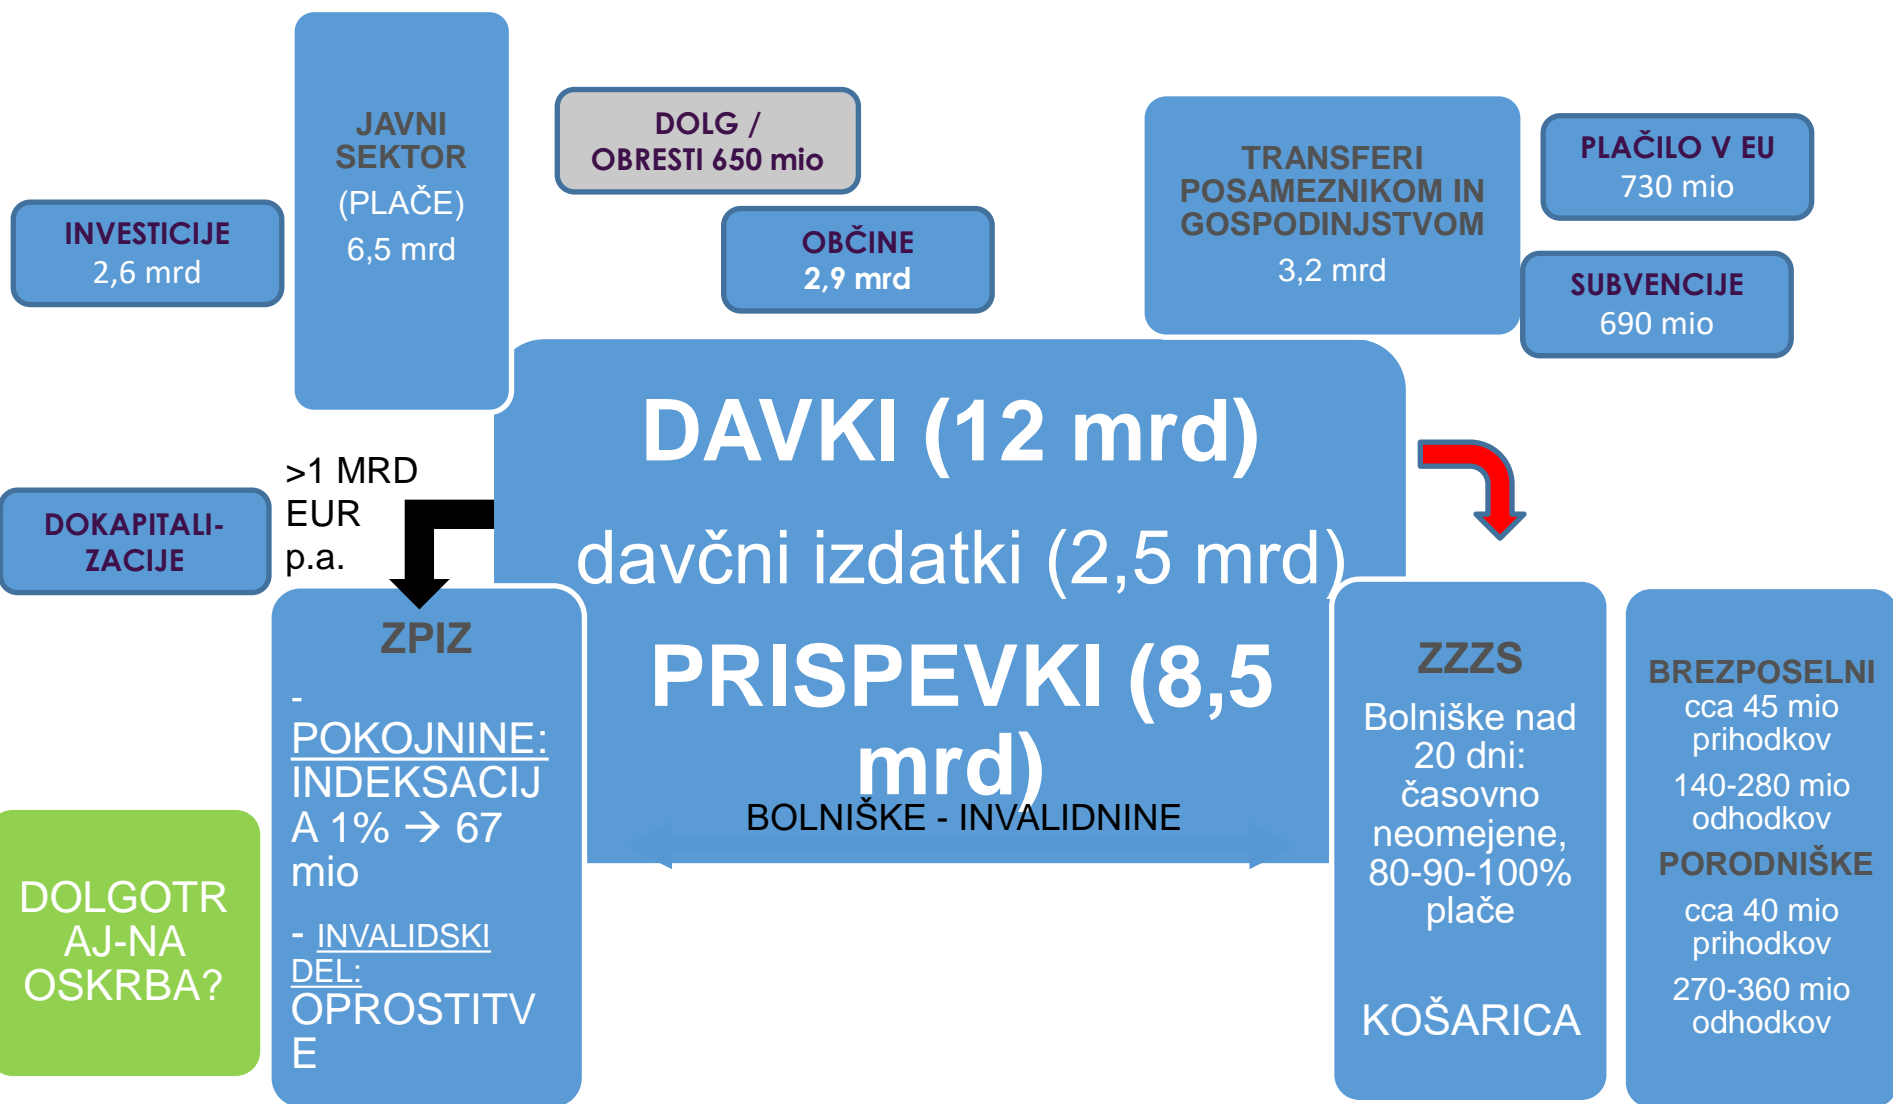 JAVNI
SEKTOR
(PLAČE)
6,5 mrd
DOLG /
OBRESTI 650 mio
TRANSFERI
POSAMEZNIKOM IN
GOSPODINJSTVOM
3,2 mrd
PLAČILO V EU
730 mio
INVESTICIJE
2,6 mrd
OBČINE
2,9 mrd
SUBVENCIJE
690 mio
DAVKI (12 mrd)
davčni izdatki (2,5 mrd)
PRISPEVKI (8,5
mrd)
BOLNIŠKE - INVALIDNINE
>1 MRD
EUR
p.a.
DOKAPITALI-
ZACIJE
ZPIZ
-
POKOJNINE:
INDEKSACIJ
A 1% → 67
mio
- INVALIDSKI
DEL:
OPROSTITV
E
DOLGOTR
AJ-NA
OSKRBA?
ZZZS
Bolniške nad
20 dni:
časovno
neomejene,
80-90-100%
plače
KOŠARICA
BREZPOSELNI
cca 45 mio
prihodkov
140-280 mio
odhodkov
PORODNIŠKE
cca 40 mio
prihodkov
270-360 mio
odhodkov